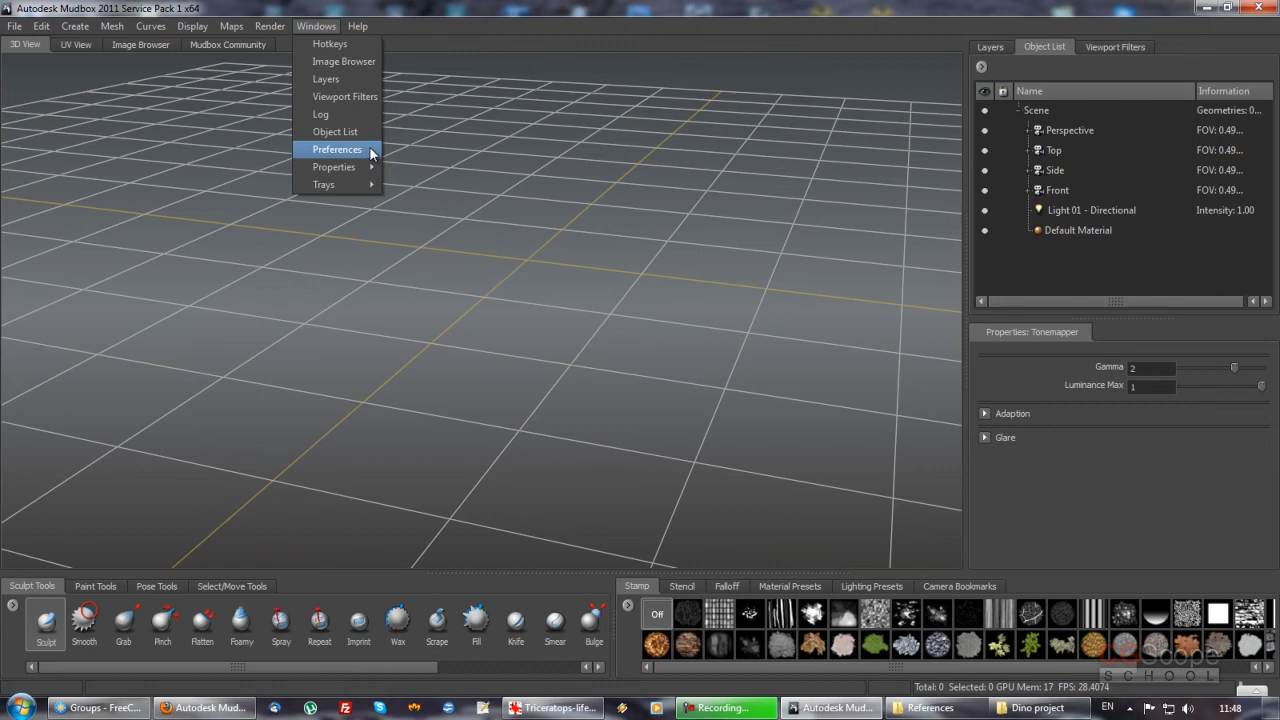 Autodesk Mudbox 2011 Service Pack 1 x64
File Edit Create Mesh Curves Display Maps Render Windows Help
3D View UV View Image Browser Mudbox Community
Hotkeys
Image Browser
Layers
Viewport Filters
Log
Object List
Preferences
Properties
Trays
Layers Object List Viewport Filters
Name Information
Scene Geometries: 0...
Perspective FOV: 0.49...
Top FOV: 0.49...
Side FOV: 0.49...
Front FOV: 0.49...
Light 01 - Directional Intensity: 1.00
Default Material
Properties: Tonemapper
Gamma 2
Luminance Max 1
Adaption
Glare
Sculpt Tools Paint Tools Pose Tools Select/Move Tools
Sculpt Smooth Grab Pinch Flatten Foamy Spray Repeat Imprint Wax Scrape Fill Knife Smear Bulge
Stamp Stencil Falloff Material Presets Lighting Presets Camera Bookmarks
Off
CGScope
SCHOOL
Total: 0 Selected: 0 GPU Mem: 17 FPS: 28.4074
Groups - FreeC... Autodesk Mud... Triceratops-life... Recording... Autodesk Mud... References Dino project EN 11:48